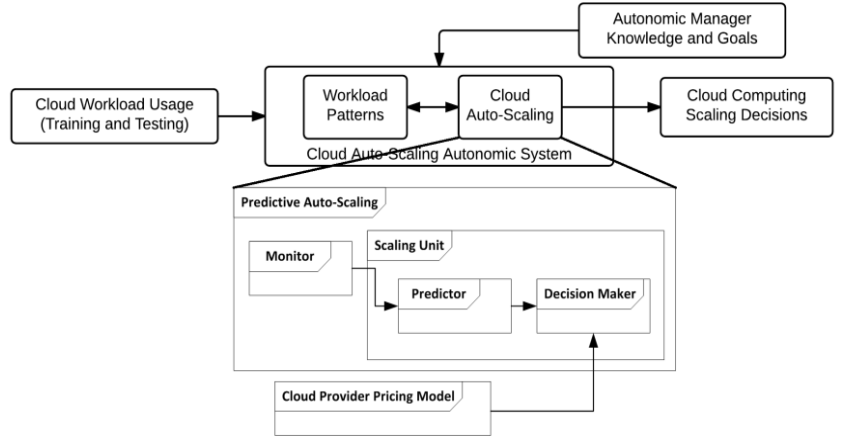 Autonomic Manager
Knowledge and Goals
Cloud Workload Usage
(Training and Testing)
Workload
Patterns
Cloud
Auto-Scaling
Cloud Computing
Scaling Decisions
Cloud Auto-Scaling Autonomic System
Predictive Auto-Scaling
Monitor
Scaling Unit
Predictor
Decision Maker
Cloud Provider Pricing Model